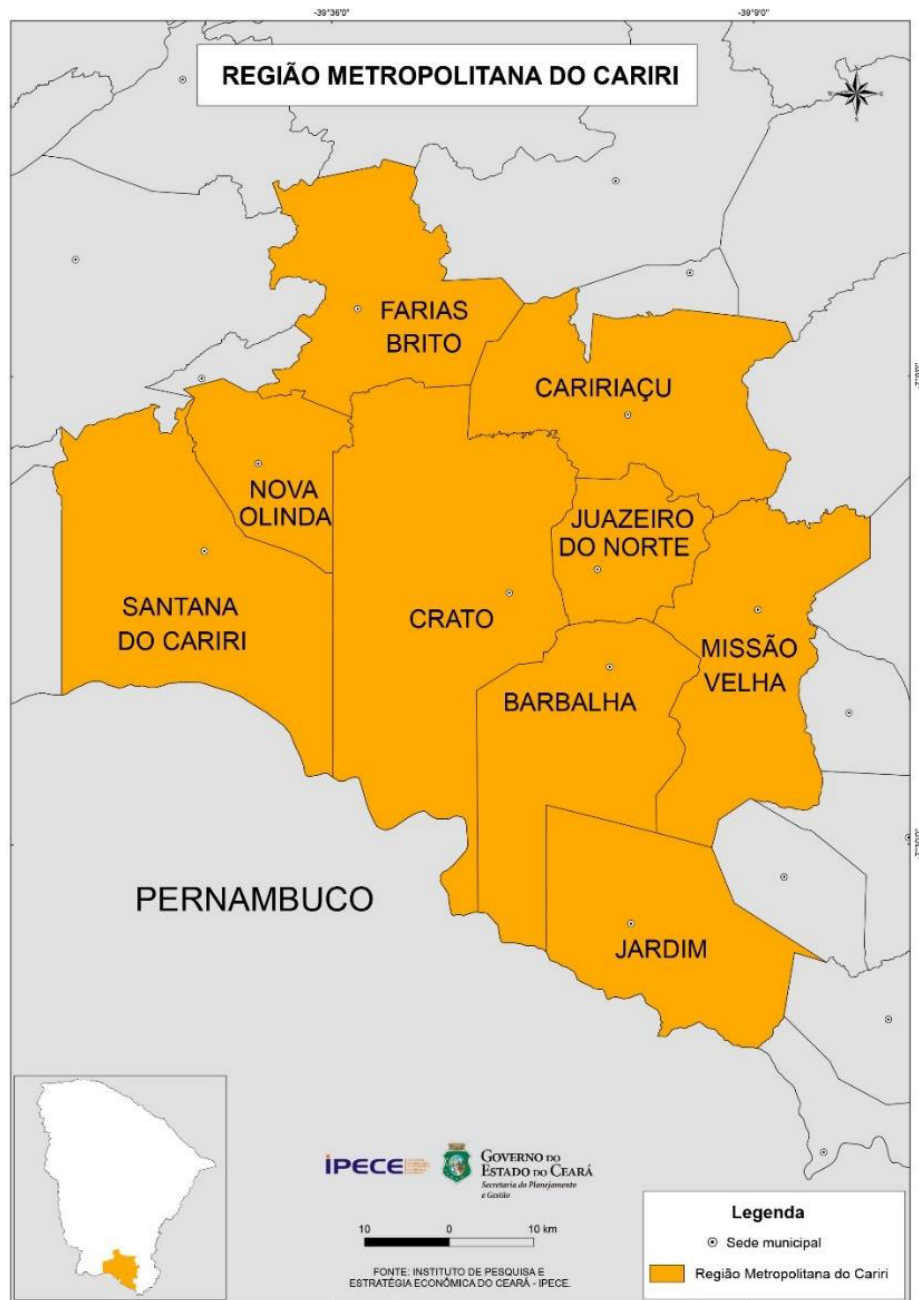 -39°36'0"
-39°9'0"
REGIÃO METROPOLITANA DO CARIRI
FARIAS
BRITO
CARIRIAÇU
NOVA
OLINDA
JUAZEIRO
DO NORTE
SANTANA
DO CARIRI
CRATO
MISSÃO
VELHA
BARBALHA
PERNAMBUCO
JARDIM
IPECE
GOVERNO DO
ESTADO DO CEARÁ
Secretaria do Planejamento
e Gestão
10 0 10 km
FONTE: INSTITUTO DE PESQUISA E
ESTRATÉGIA ECONÔMICA DO CEARÁ - IPECE.
Legenda
Sede municipal
Região Metropolitana do Cariri